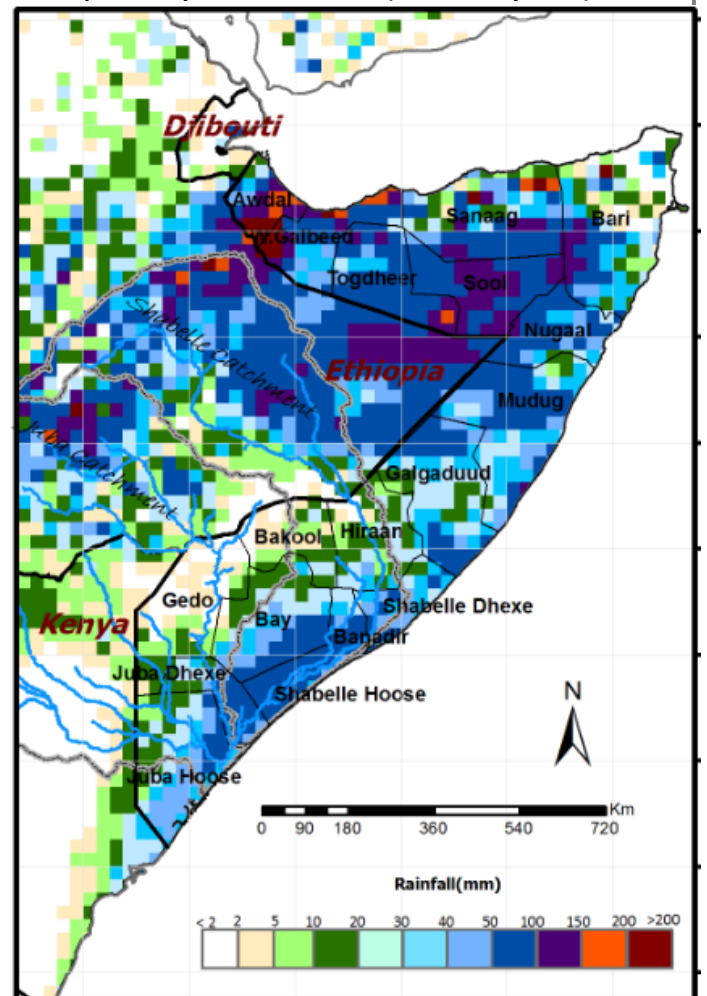 Djibouti
Awdal
W.Galbeed
Sanaag
Bari
Togdheer
Sool
Nugaal
Shabelle Catchment
Ethiopia
Mudug
Juba Catchment
Galgaduud
Hiraan
Bakool
Gedo
Shabelle Dhexe
Bay
Kenya
Banadir
Juba Dhexe
Shabelle Hoose
N
Juba Hoose
Km
0 90 180 360 540 720
Rainfall(mm)
< 2 2 5 10 20 30 40 50 100 150 200 >200